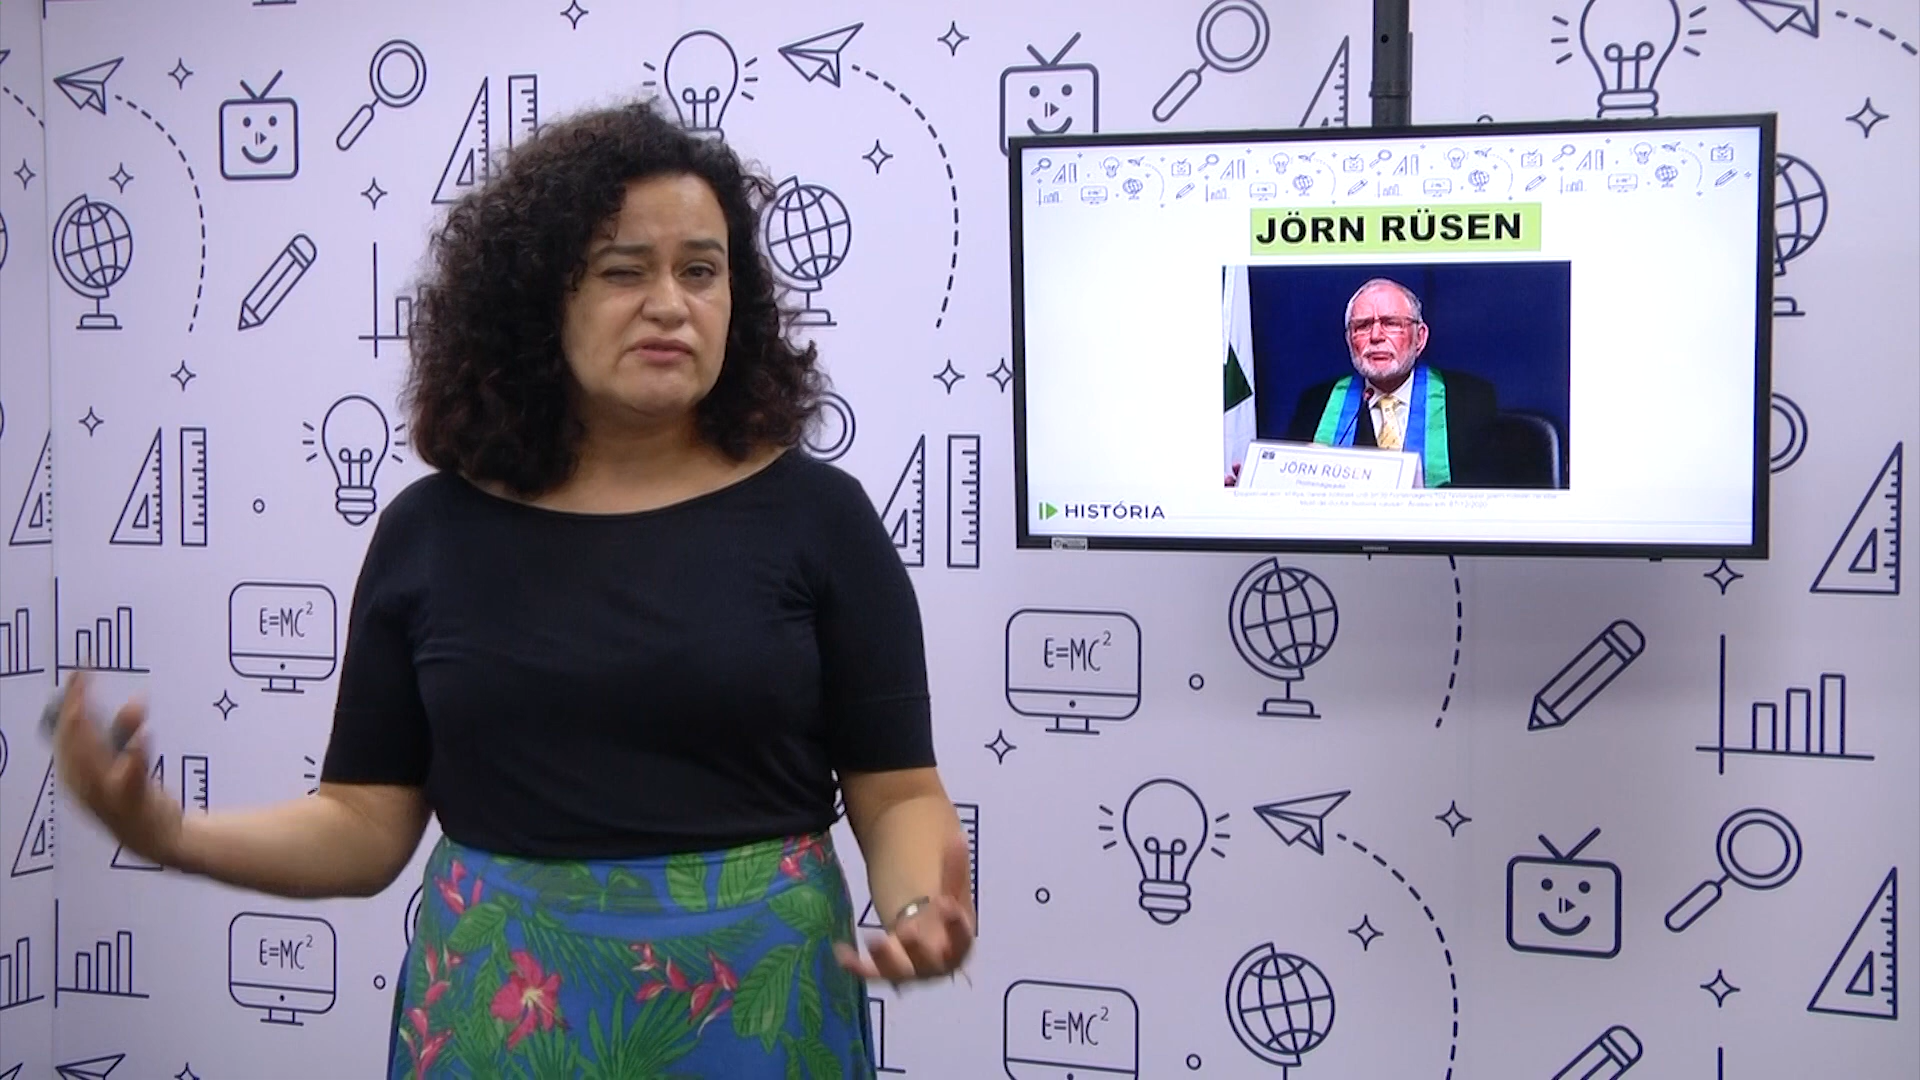 JÖRN RÜSEN
JÖRN RÜSEN
HISTÓRIA
E=MC²
E=MC²
E=MC²
E=MC²